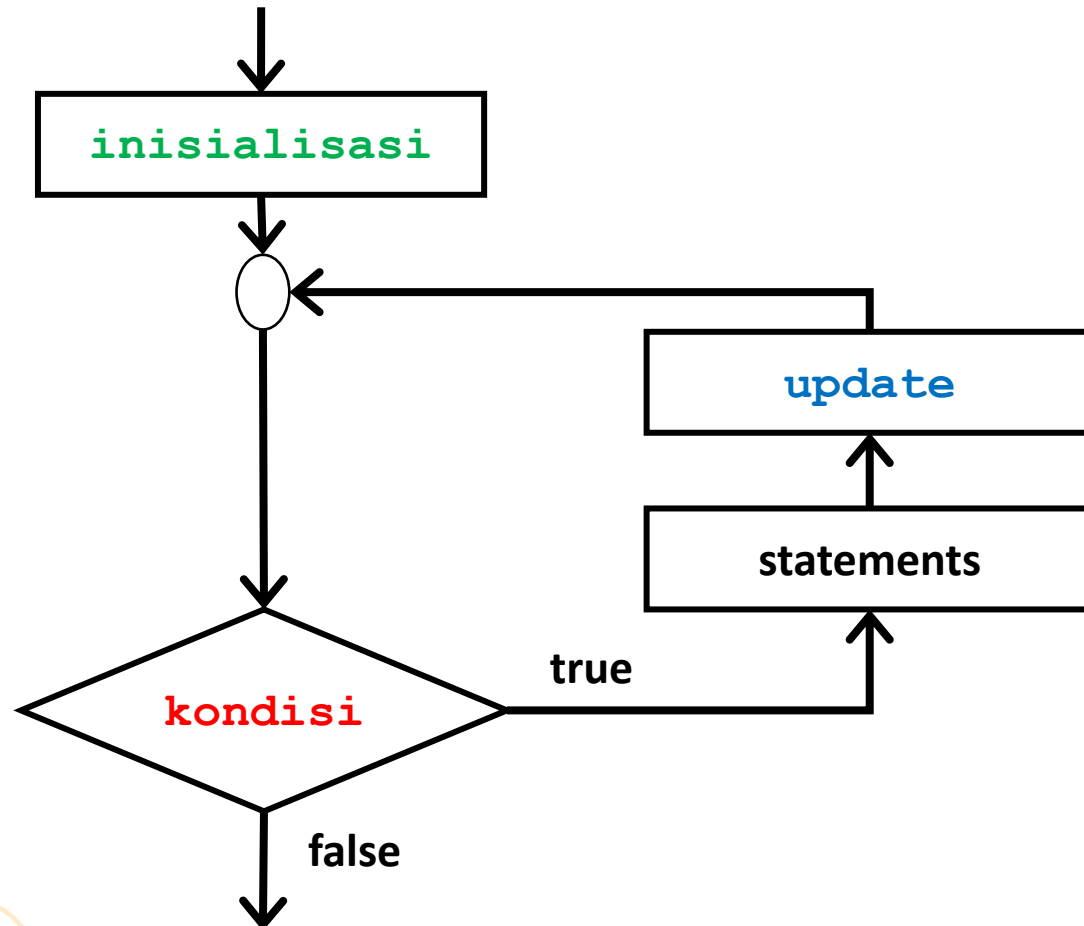 inisialisasi
update
statements
true
kondisi
false